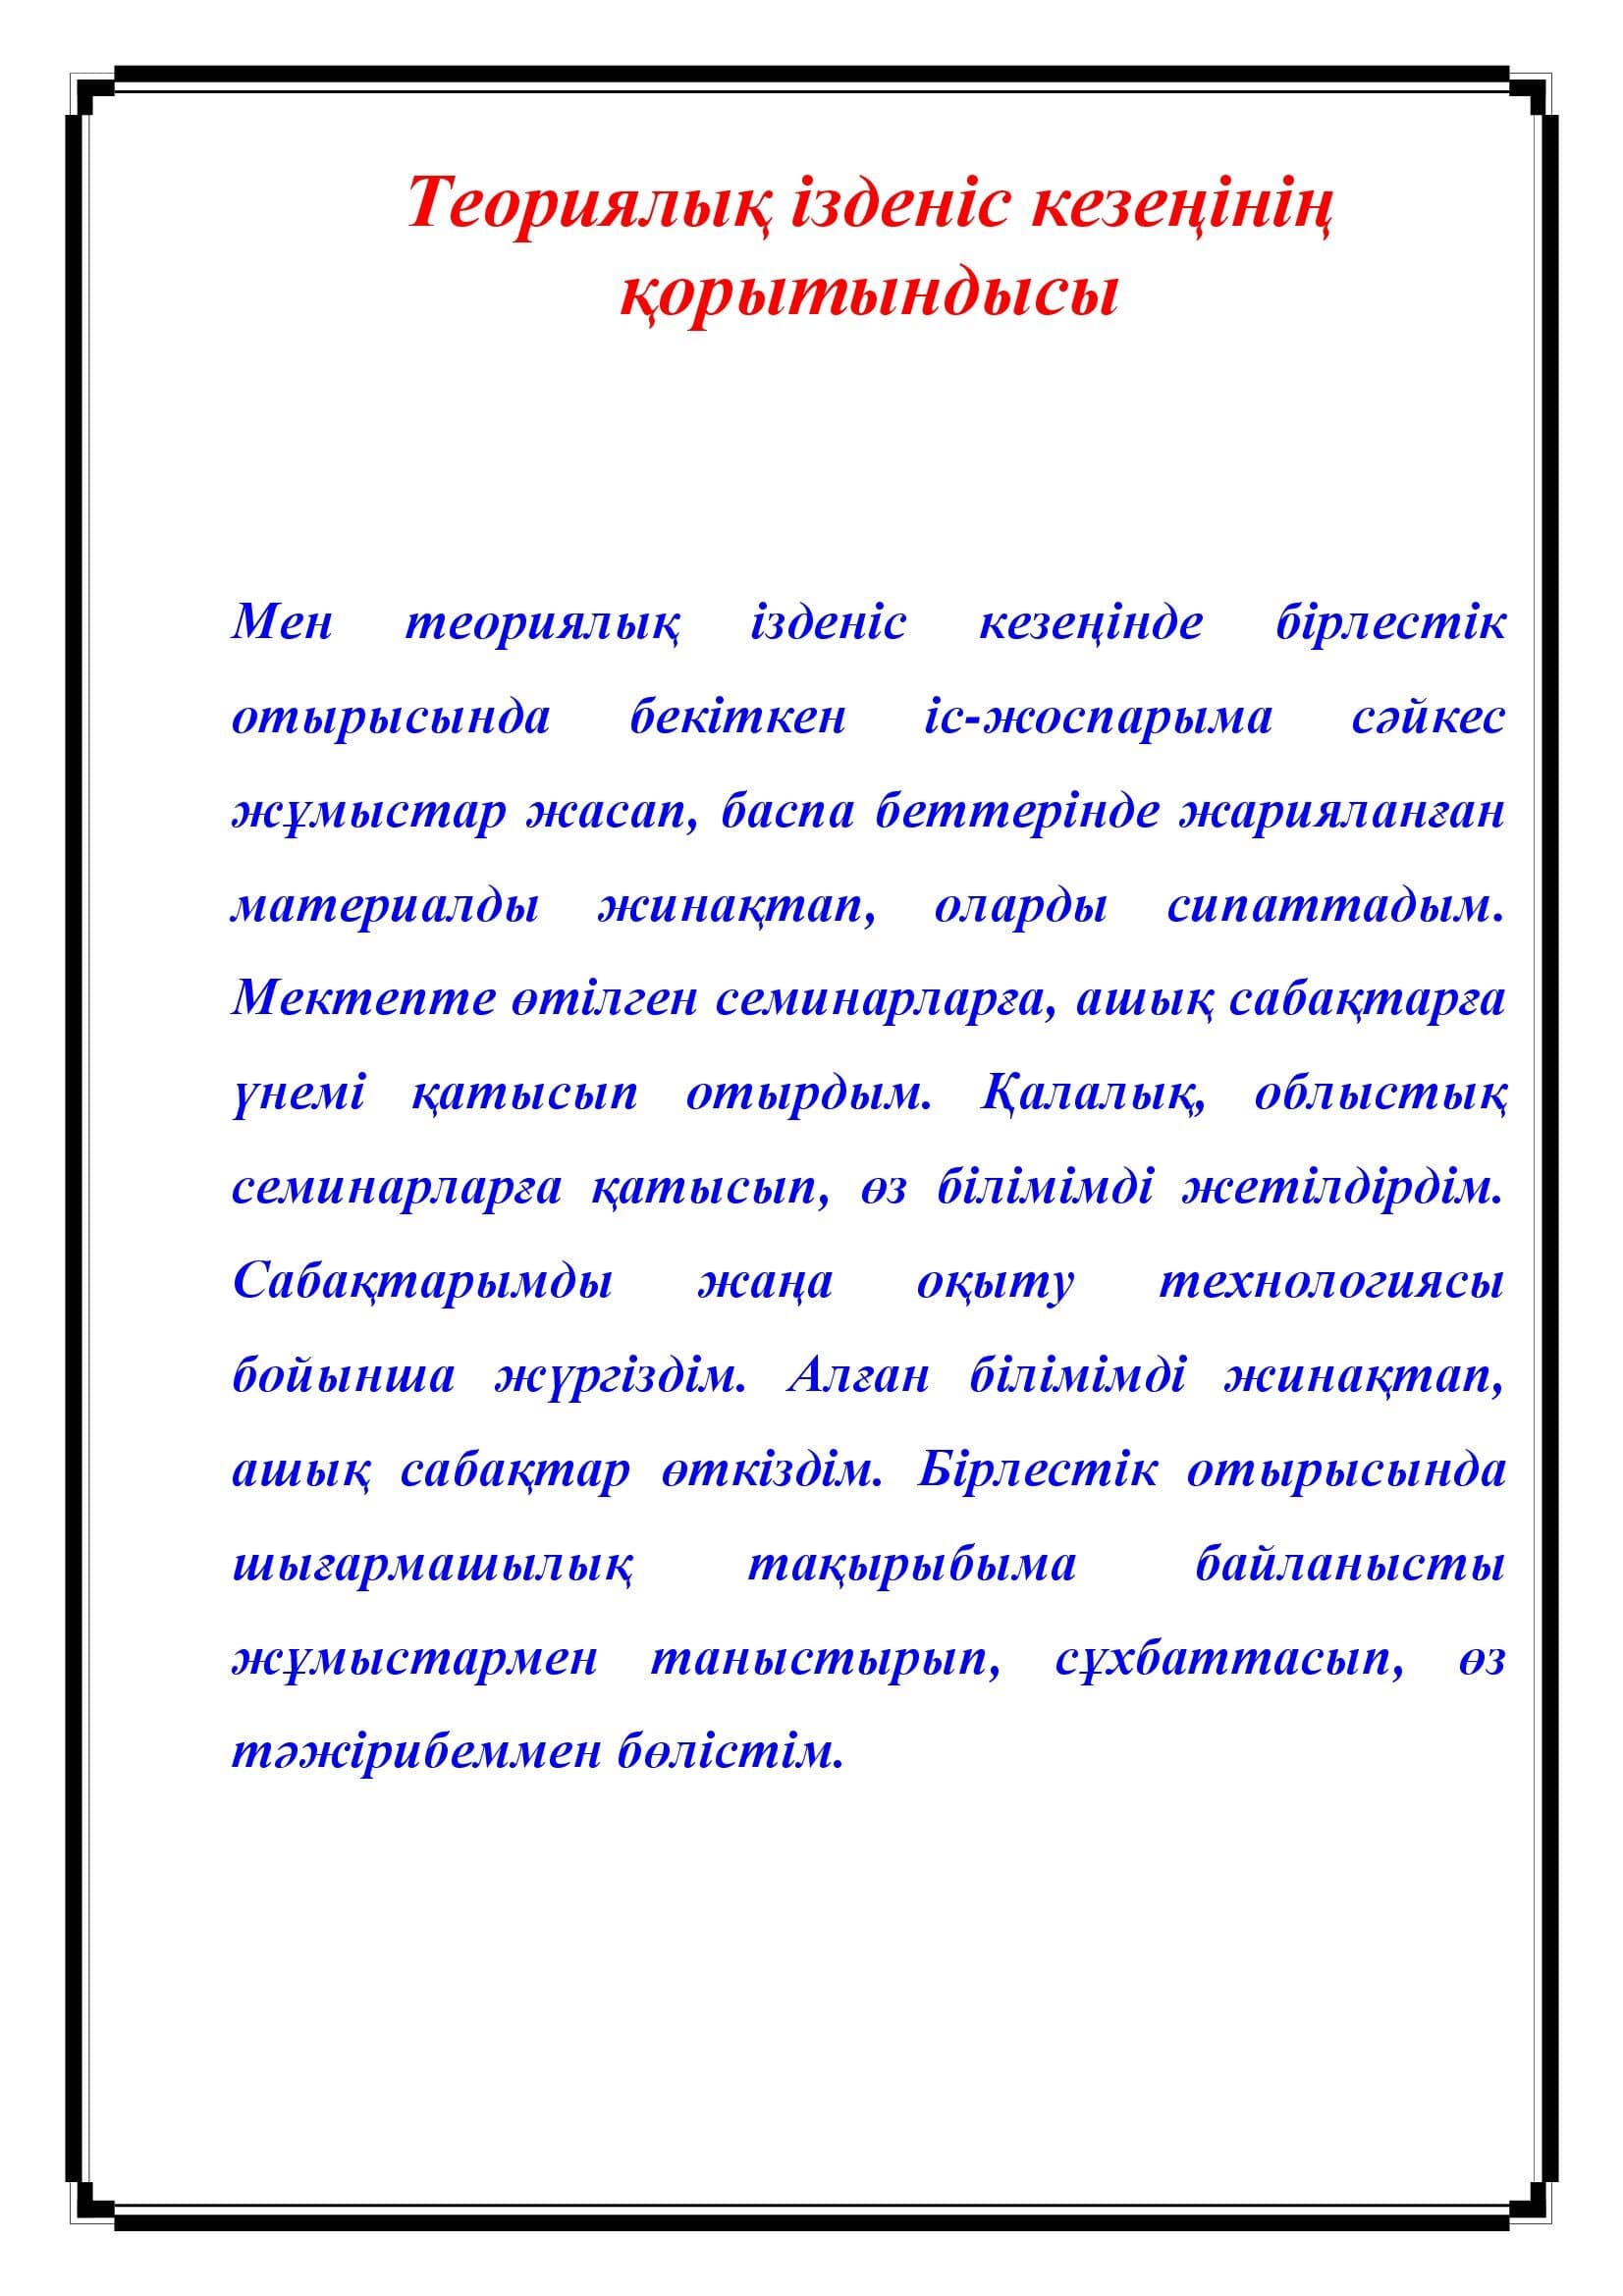 Теориялық ізденіс кезеңінің
қорытындысы
Мен теориялық ізденіс кезеңінде бірлестік
отырысында бекіткен іс-жоспарыма сәйкес
жұмыстар жасап, баспа беттерінде жарияланған
материалды жинақтап, оларды сипаттадым.
Мектепте өтілген семинарларға, ашық сабақтарға
үнемі қатысып отырдым. Қалалық, облыстық
семинарларға қатысып, өз білімімді жетілдірдім.
Сабақтарымды жаңа оқыту технологиясы
бойынша жүргіздім. Алған білімімді жинақтап,
ашық сабақтар өткіздім. Бірлестік отырысында
шығармашылық тақырыбыма байланысты
жұмыстармен таныстырып, сұхбаттасып, өз
тәжірибеммен бөлістім.